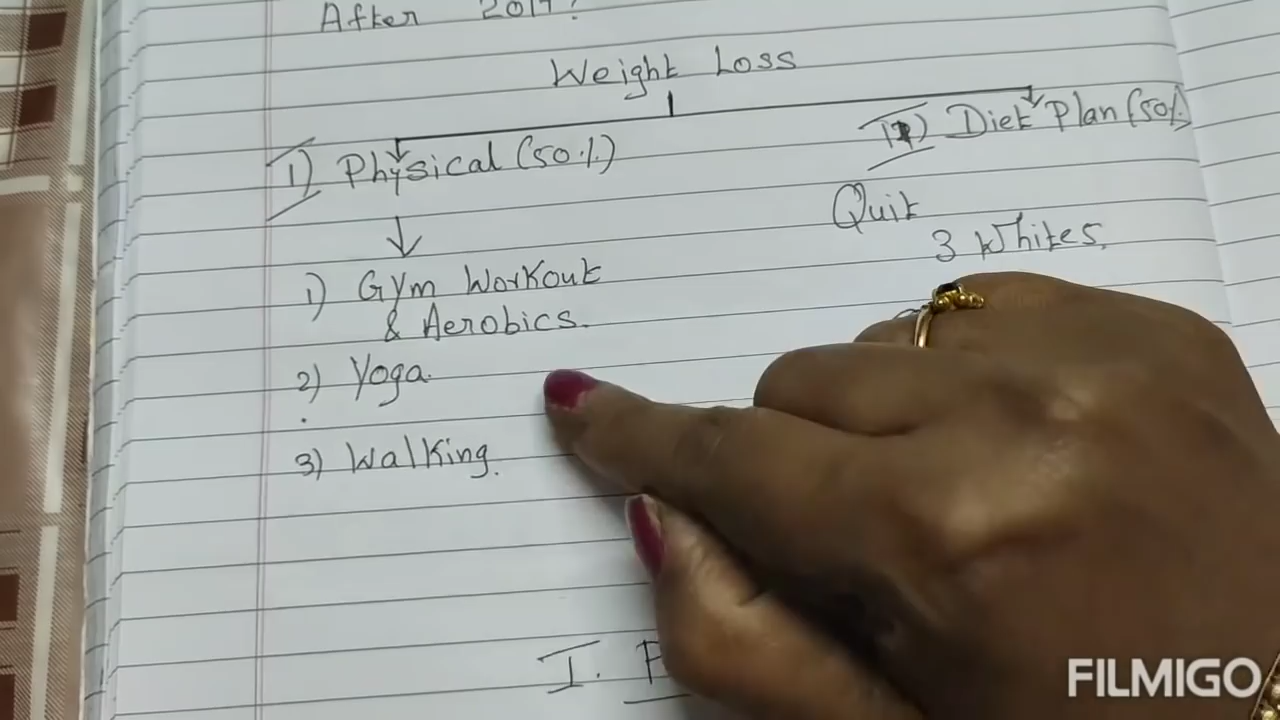 After 2019?
Weight Loss
I) Physical (50%)
II) Diet Plan (50%)
Quit
3 Whites.
1) Gym Workout
& Aerobics.
2) Yoga.
3) Walking.
I. P
FILMIGO